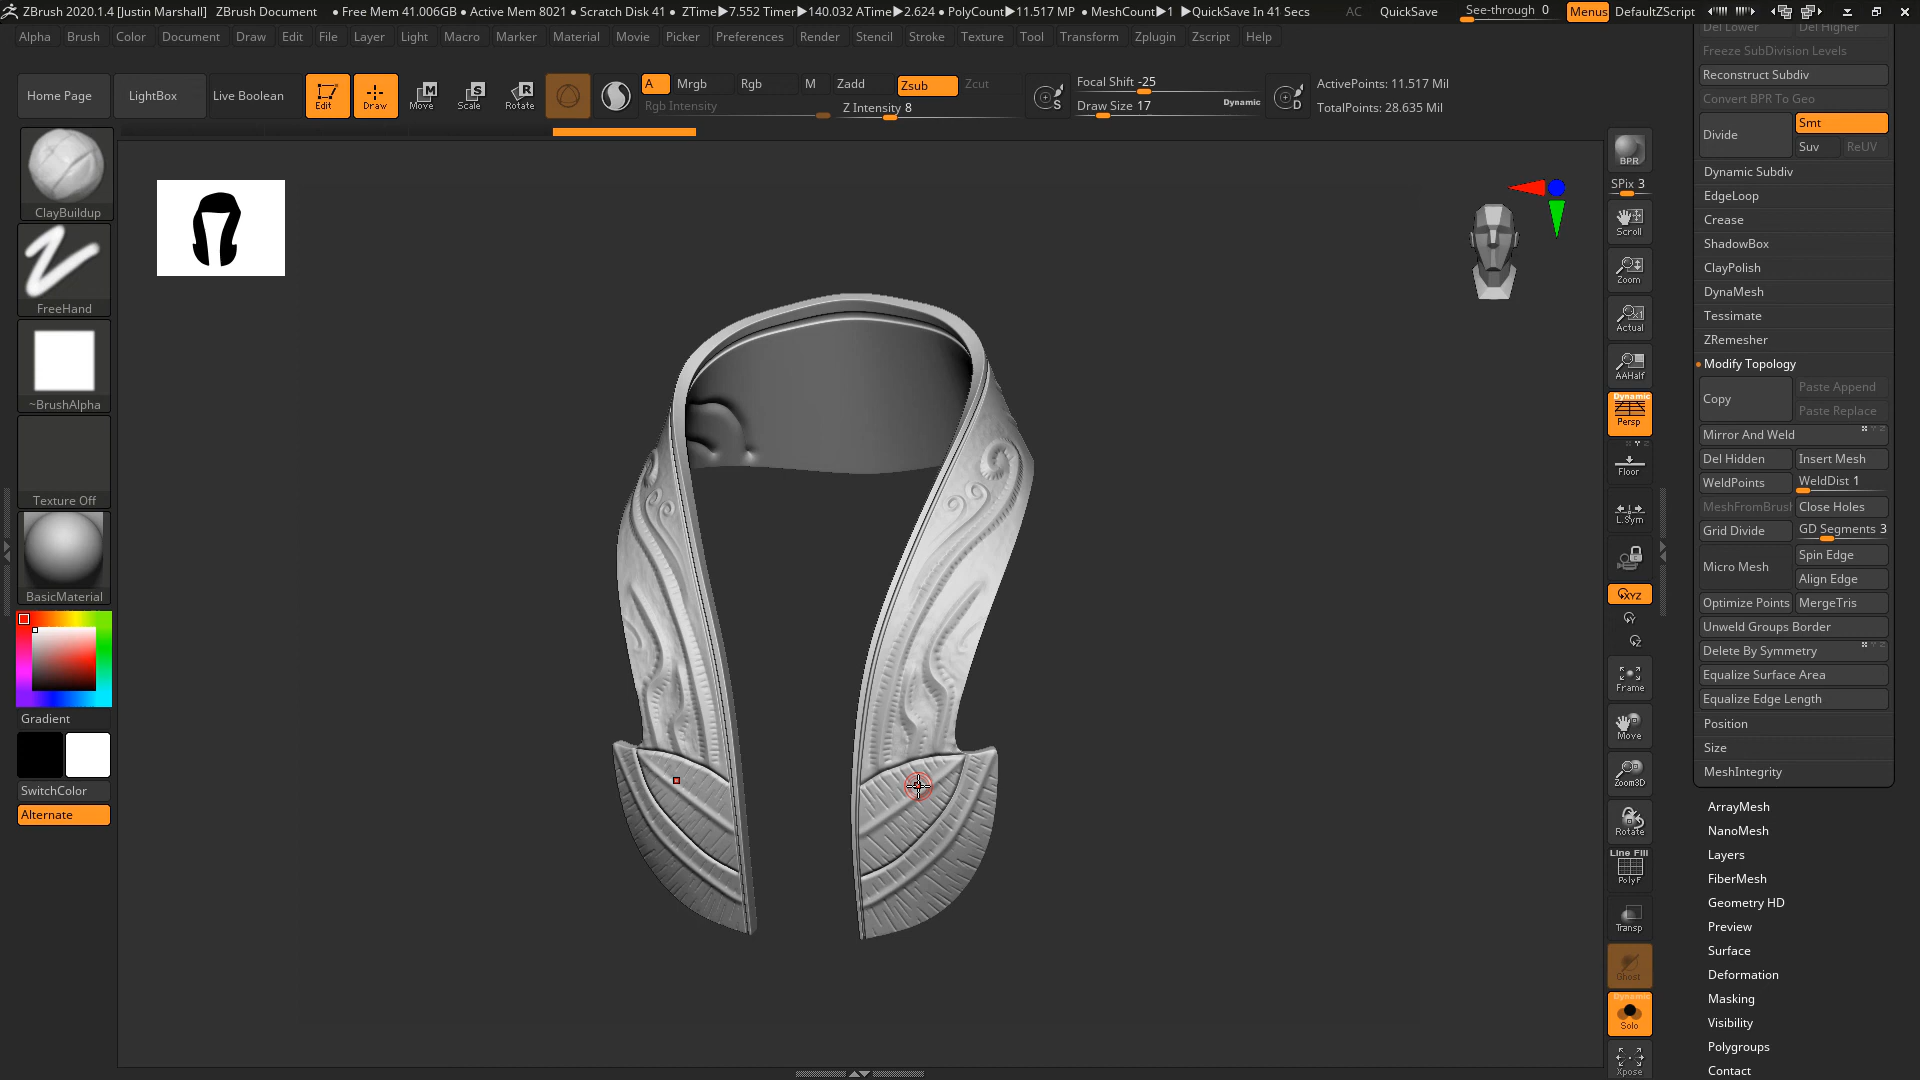 ZBrush 2020.1.4 [Justin Marshall] ZBrush Document ● Free Mem 41.006GB ● Active Mem 8021 ● Scratch Disk 41 ● ZTime▶7.552 Timer▶140.032 ATime▶2.624 ● PolyCount▶11.517 MP ● MeshCount▶1 ▶QuickSave In 41 Secs AC QuickSave See-through 0 Menus DefaultZScript
Alpha Brush Color Document Draw Edit File Layer Light Macro Marker Material Movie Picker Preferences Render Stencil Stroke Texture Tool Transform Zplugin Zscript Help
Home Page LightBox Live Boolean Edit Draw Move Scale Rotate
A Mrgb Rgb M Zadd Zsub Zcut
Rgb Intensity Z Intensity 8
Focal Shift -25
Draw Size 17 Dynamic
S
D
ActivePoints: 11.517 Mil
TotalPoints: 28.635 Mil
ClayBuildup
FreeHand
~BrushAlpha
Texture Off
BasicMaterial
Gradient
SwitchColor
Alternate
BPR
SPix 3
Scroll
Zoom
Actual
AAHalf
Dynamic
Persp
Floor
L.Sym
XYZ
Frame
Move
Zoom3D
Rotate
Line Fill
PolyF
Transp
Ghost
Dynamic
Solo
Xpose
Del Lower Del Higher
Freeze SubDivision Levels
Reconstruct Subdiv
Convert BPR To Geo
Divide Smt
Suv ReUV
Dynamic Subdiv
EdgeLoop
Crease
ShadowBox
ClayPolish
DynaMesh
Tessimate
ZRemesher
Modify Topology
Copy Paste Append
Paste Replace
Mirror And Weld
Del Hidden Insert Mesh
WeldPoints WeldDist 1
MeshFromBrush Close Holes
Grid Divide GD Segments 3
Micro Mesh Spin Edge
Align Edge
Optimize Points MergeTris
Unweld Groups Border
Delete By Symmetry
Equalize Surface Area
Equalize Edge Length
Position
Size
MeshIntegrity
ArrayMesh
NanoMesh
Layers
FiberMesh
Geometry HD
Preview
Surface
Deformation
Masking
Visibility
Polygroups
Contact